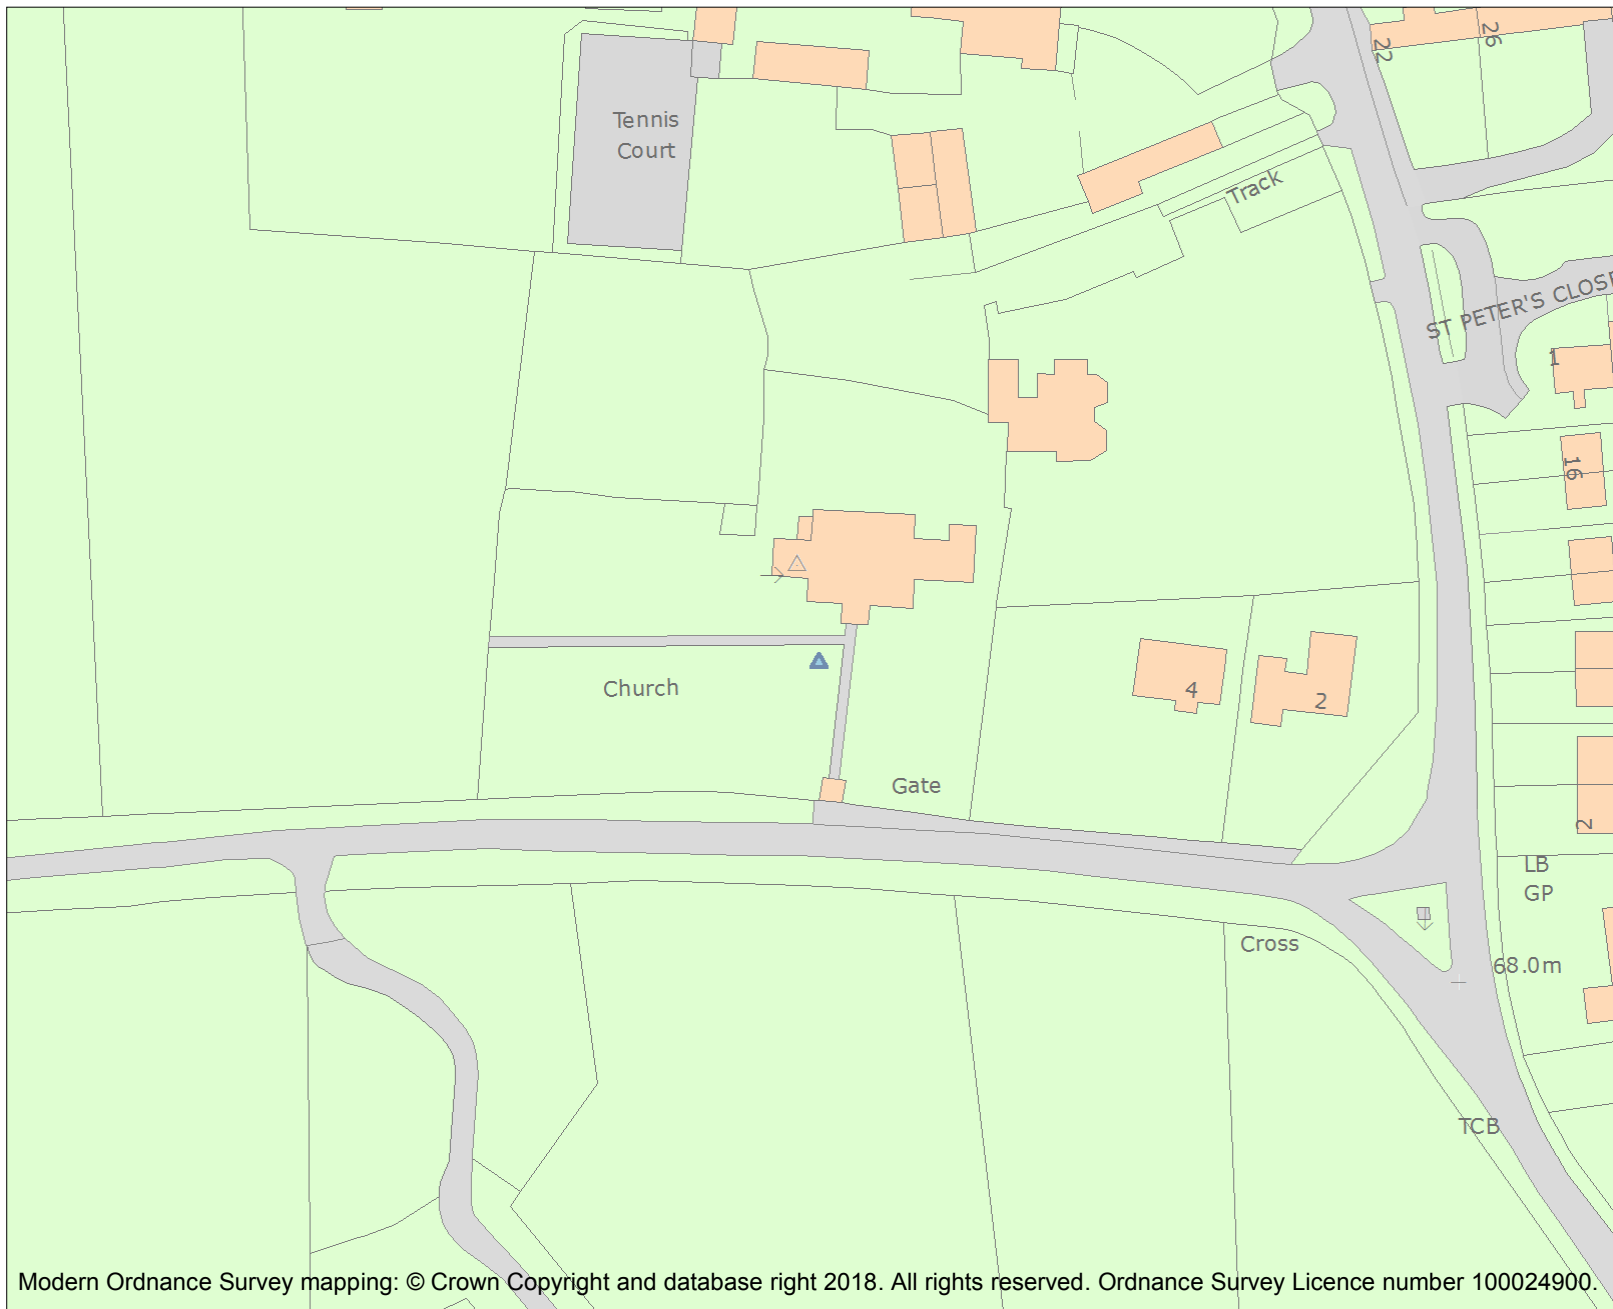 22
26
Tennis
Court
Track
ST PETER'S CLOSE
1
16
Church
4
2
Gate
2
LB
GP
Cross
68.0m
TCB
Modern Ordnance Survey mapping: © Crown Copyright and database right 2018. All rights reserved. Ordnance Survey Licence number 100024900.